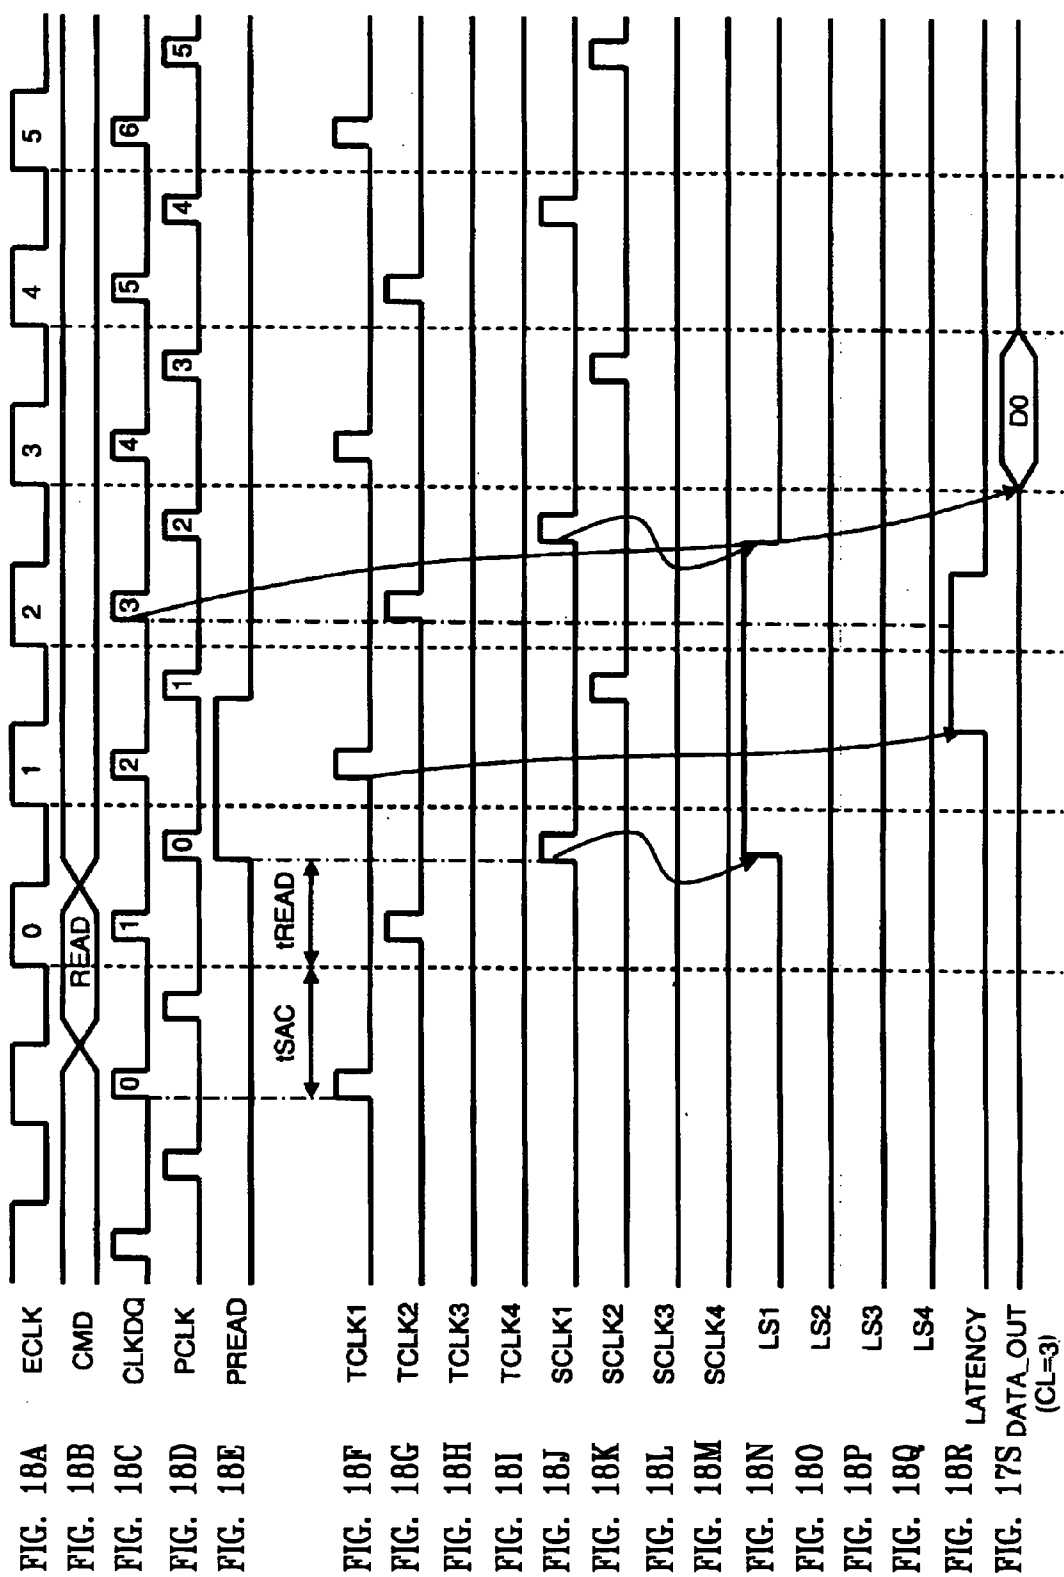 FIG. 18A ECLK 0 1 2 3 4 5
FIG. 18B CMD READ
FIG. 18C CLKDQ 0 1 2 3 4 5 6
FIG. 18D PCLK 0 1 2 3 4 5
FIG. 18E PREAD
tSAC tREAD
FIG. 18F TCLK1
FIG. 18G TCLK2
FIG. 18H TCLK3
FIG. 18I TCLK4
FIG. 18J SCLK1
FIG. 18K SCLK2
FIG. 18L SCLK3
FIG. 18M SCLK4
FIG. 18N LS1
FIG. 18O LS2
FIG. 18P LS3
FIG. 18Q LS4
FIG. 18R LATENCY
FIG. 17S DATA_OUT D0
(CL=3)